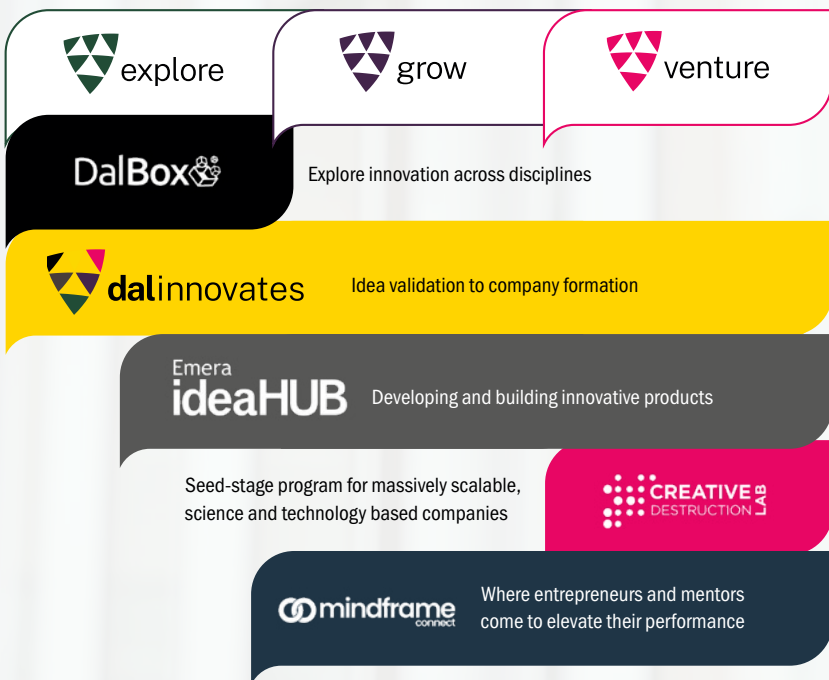 explore
grow
venture
DalBox
Explore innovation across disciplines
dalinnovates
Idea validation to company formation
Emera
ideaHUB
Developing and building innovative products
Seed-stage program for massively scalable,
science and technology based companies
CREATIVE
DESTRUCTION
LAB
mindframe
connect
Where entrepreneurs and mentors
come to elevate their performance